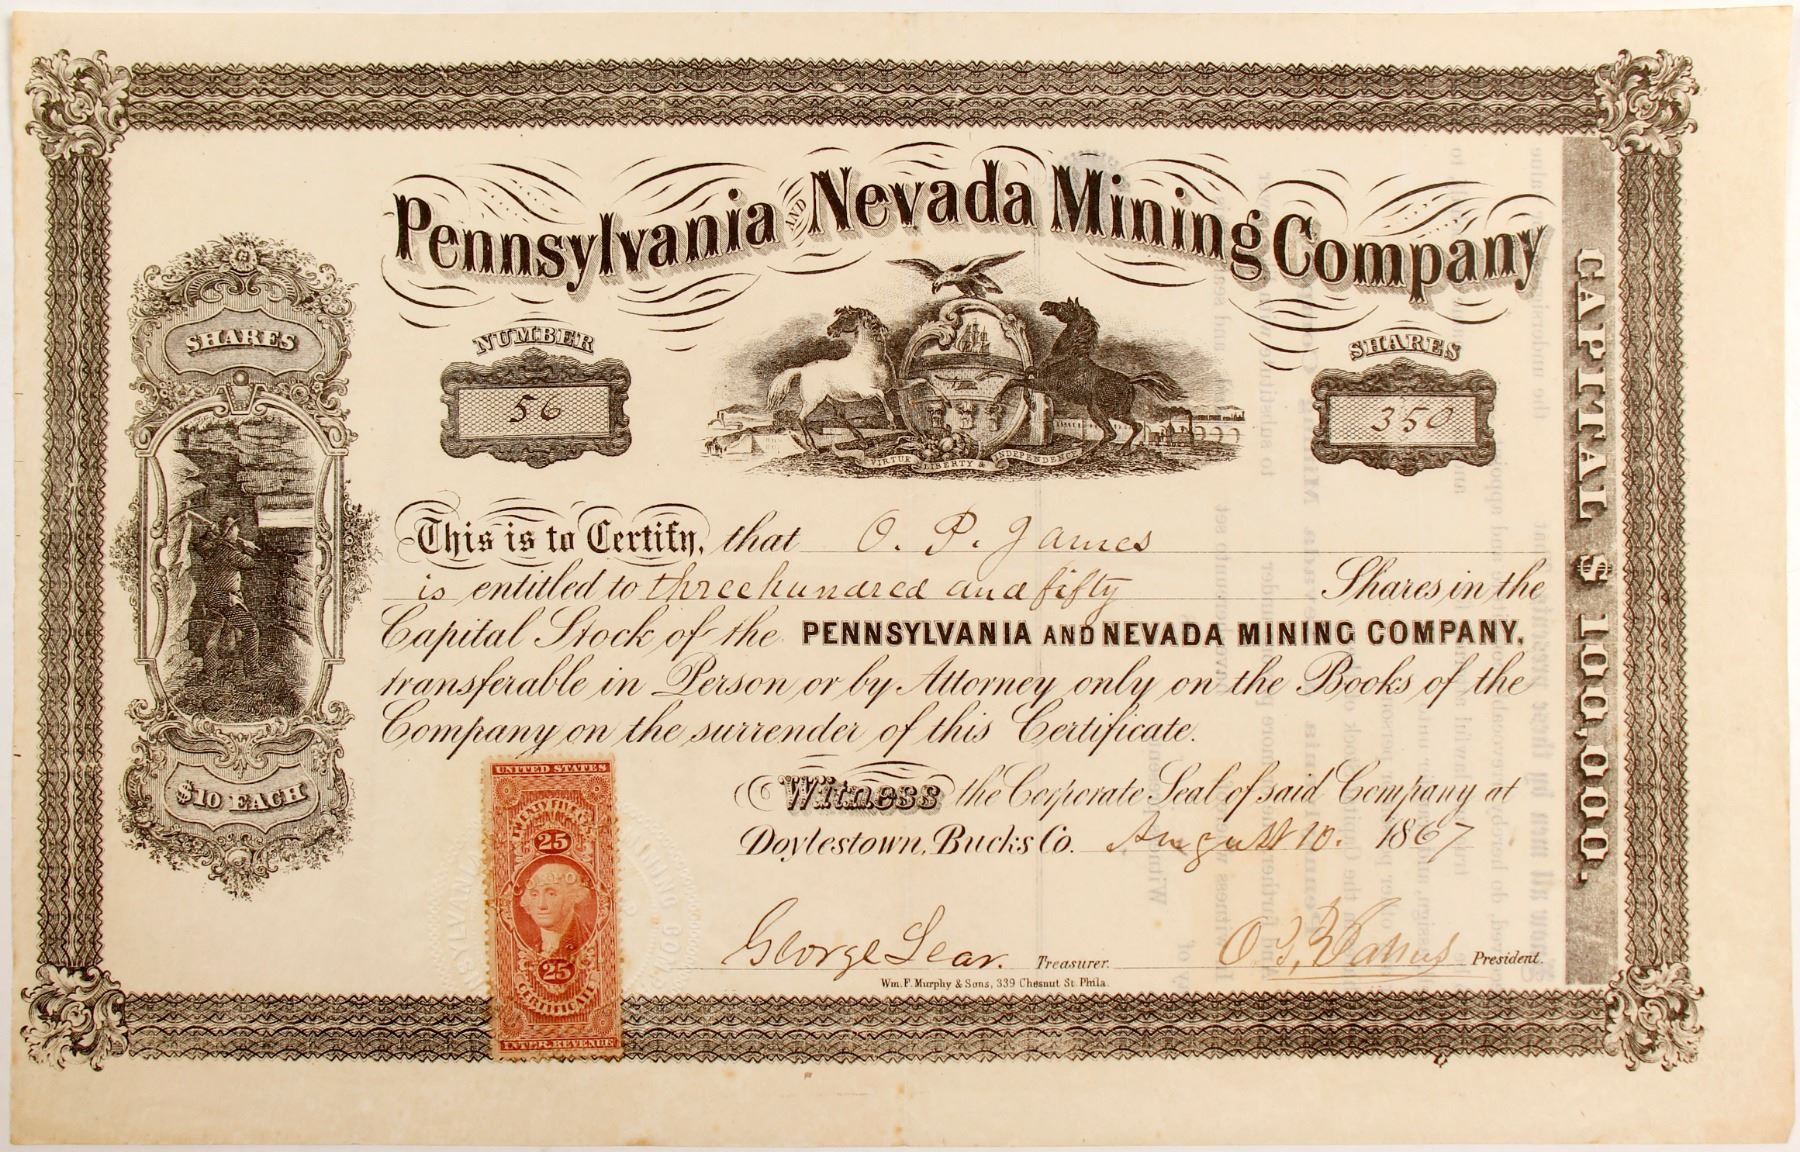 Pennsylvania AND Nevada Mining Company
NUMBER
56
SHARES
350
VIRTUE LIBERTY & INDEPENDENCE
SHARES
$10 EACH
This is to Certify, that O. P. James
is entitled to three hundred and fifty Shares in the
Capital Stock of the PENNSYLVANIA AND NEVADA MINING COMPANY,
transferable in Person or by Attorney only on the Books of the
Company on the surrender of this Certificate.
Witness the Corporate Seal of said Company at
Doylestown, Bucks Co. August 10. 1867
George Lear. Treasurer.
President.
Wm. F. Murphy & Sons, 339 Chesnut St. Phila.
CAPITAL $ 100,000.
UNITED STATES
TWENTY FIVE
25
25
CERTIFICATE
INTER. REVENUE